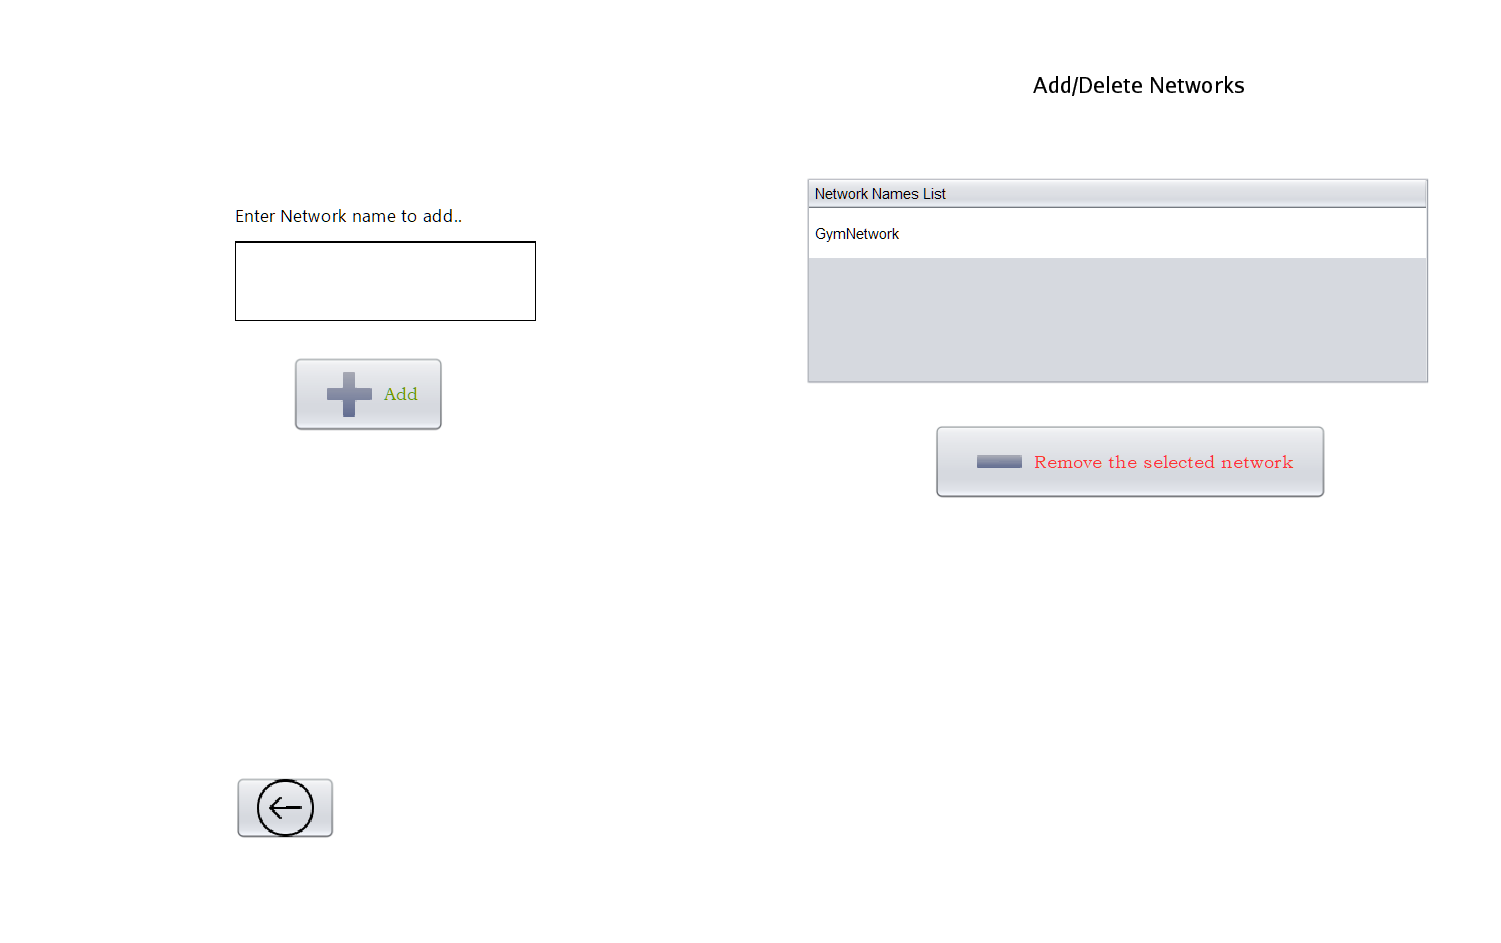 Add/Delete Networks
Enter Network name to add..
Add
Network Names List
GymNetwork
Remove the selected network